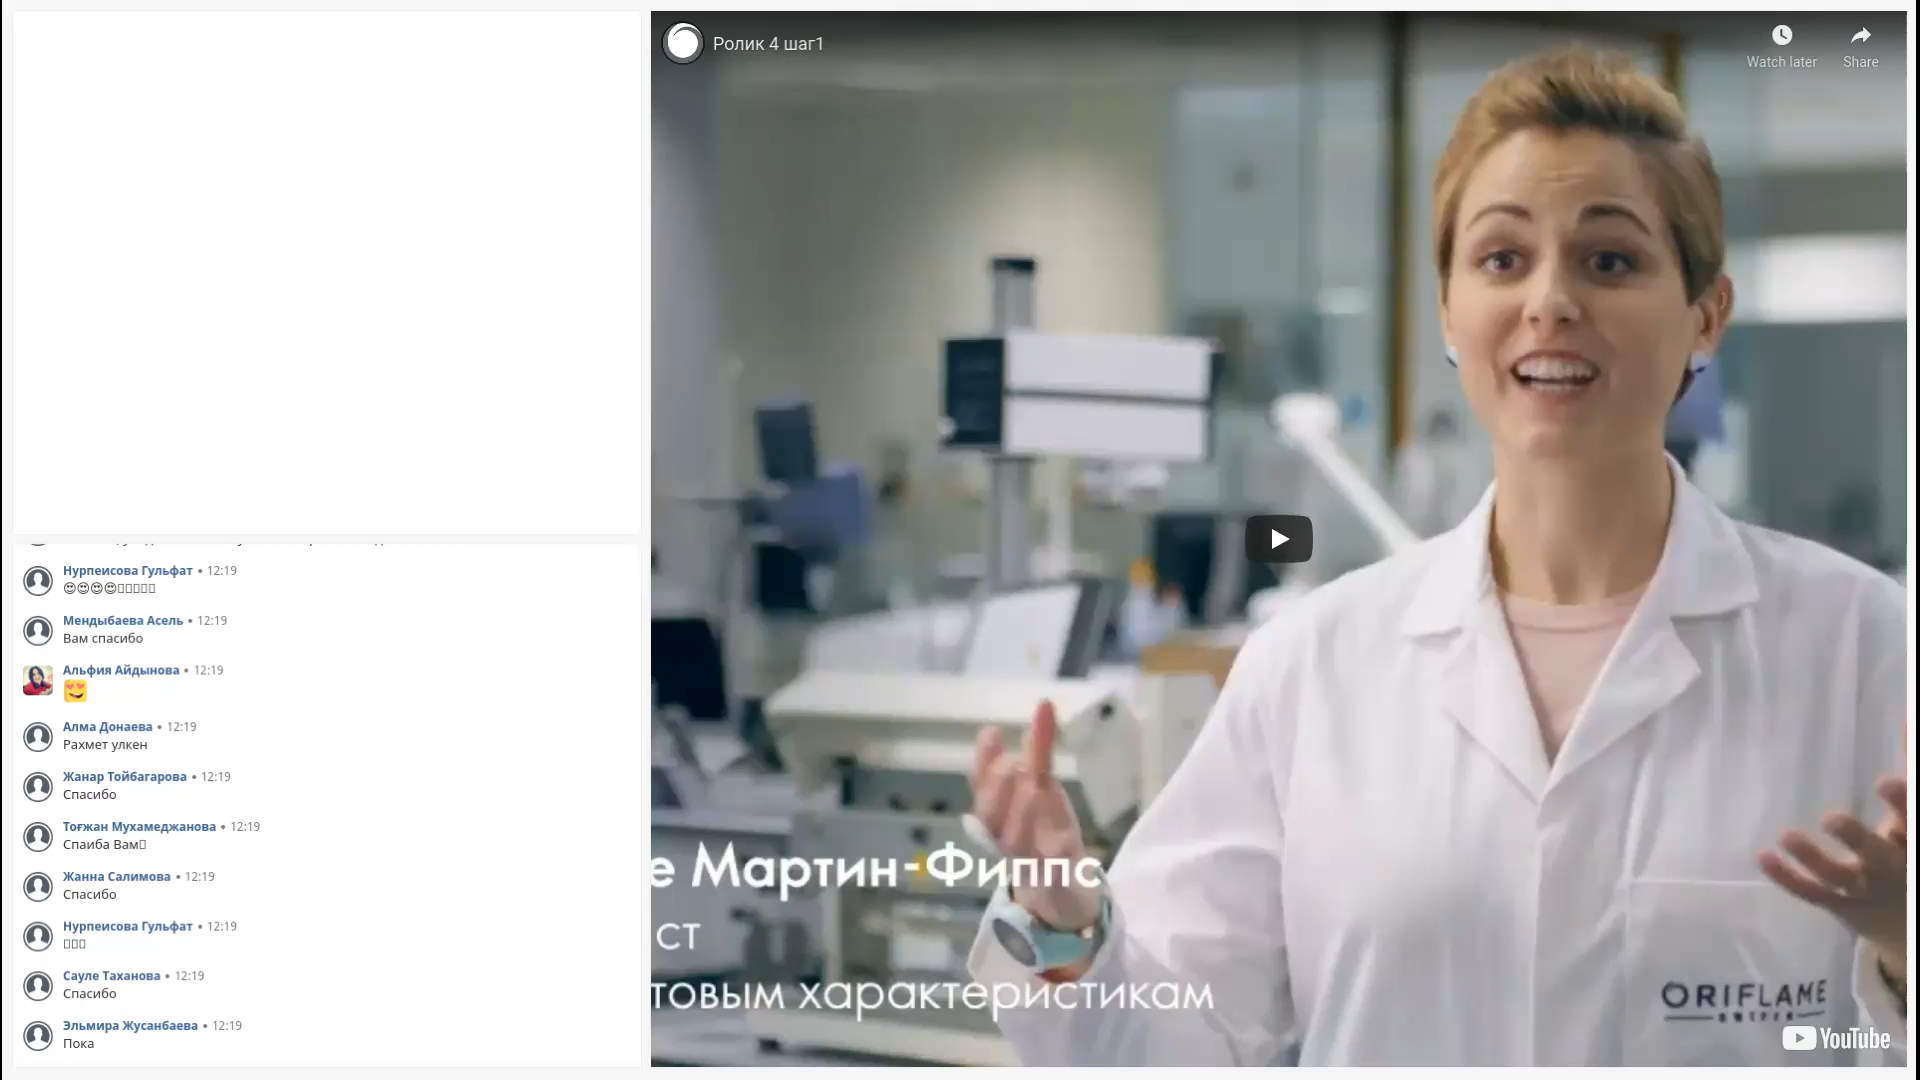 Ролик 4 шаг1
Watch later
Share
Нурпеисова Гульфат • 12:19
😍😍😍😍
Мендыбаева Асель • 12:19
Вам спасибо
Альфия Айдынова • 12:19
😍
Алма Донаева • 12:19
Рахмет улкен
Жанар Тойбагарова • 12:19
Спасибо
Тоғжан Мухамеджанова • 12:19
Спаиба Вам
Жанна Салимова • 12:19
Спасибо
Нурпеисова Гульфат • 12:19
Сауле Таханова • 12:19
Спасибо
Эльмира Жусанбаева • 12:19
Пока
е Мартин-Фиппс
ст
товым характеристикам
ORIFLAME
SWEDEN
YouTube